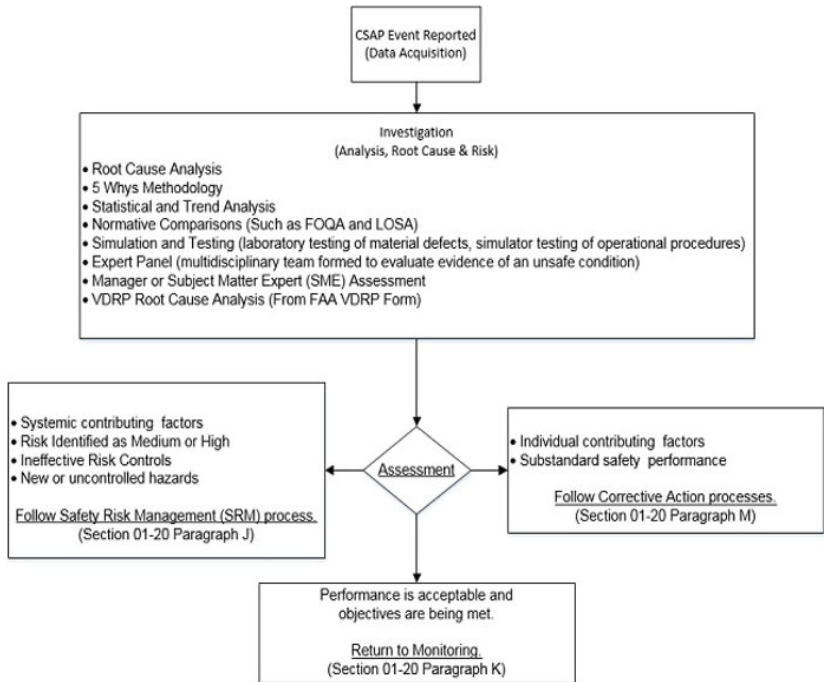 CSAP Event Reported
(Data Acquisition)
Investigation
(Analysis, Root Cause & Risk)
• Root Cause Analysis
• 5 Whys Methodology
• Statistical and Trend Analysis
• Normative Comparisons (Such as FOQA and LOSA)
• Simulation and Testing (laboratory testing of material defects, simulator testing of operational procedures)
• Expert Panel (multidisciplinary team formed to evaluate evidence of an unsafe condition)
• Manager or Subject Matter Expert (SME) Assessment
• VDRP Root Cause Analysis (From FAA VDRP Form)
• Systemic contributing factors
• Risk Identified as Medium or High
• Ineffective Risk Controls
• New or uncontrolled hazards
Follow Safety Risk Management (SRM) process.
(Section 01-20 Paragraph J)
Assessment
• Individual contributing factors
• Substandard safety performance
Follow Corrective Action processes.
(Section 01-20 Paragraph M)
Performance is acceptable and
objectives are being met.
Return to Monitoring.
(Section 01-20 Paragraph K)